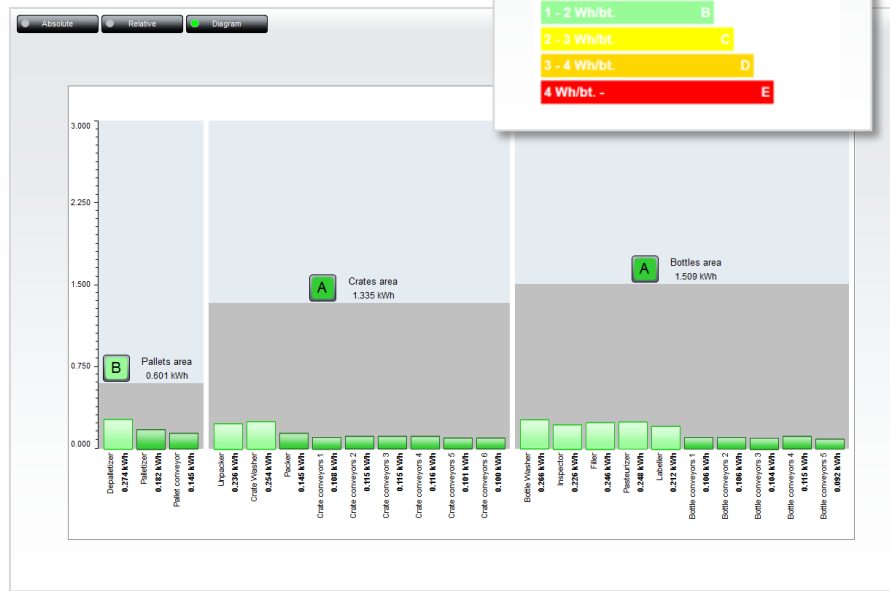 Absolute
Relative
Diagram
1 - 2 Wh/bt. B
2 - 3 Wh/bt. C
3 - 4 Wh/bt. D
4 Wh/bt. - E
3.000
2.250
1.500
0.750
0.000
B
Pallets area
0.601 kWh
A
Crates area
1.335 kWh
A
Bottles area
1.509 kWh
Depalletizer
0.274 kWh
Palletizer
0.182 kWh
Pallet conveyor
0.145 kWh
Unpacker
0.236 kWh
Crate Washer
0.254 kWh
Packer
0.145 kWh
Crate conveyors 1
0.108 kWh
Crate conveyors 2
0.115 kWh
Crate conveyors 3
0.115 kWh
Crate conveyors 4
0.116 kWh
Crate conveyors 5
0.101 kWh
Crate conveyors 6
0.100 kWh
Bottle Washer
0.266 kWh
Inspector
0.226 kWh
Filler
0.246 kWh
Pasteurizer
0.248 kWh
Labeller
0.212 kWh
Bottle conveyors 1
0.106 kWh
Bottle conveyors 2
0.106 kWh
Bottle conveyors 3
0.104 kWh
Bottle conveyors 4
0.115 kWh
Bottle conveyors 5
0.092 kWh